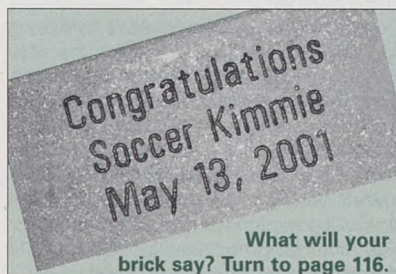 Congratulations
Soccer Kimmie
May 13, 2001
What will your
brick say? Turn to page 116.